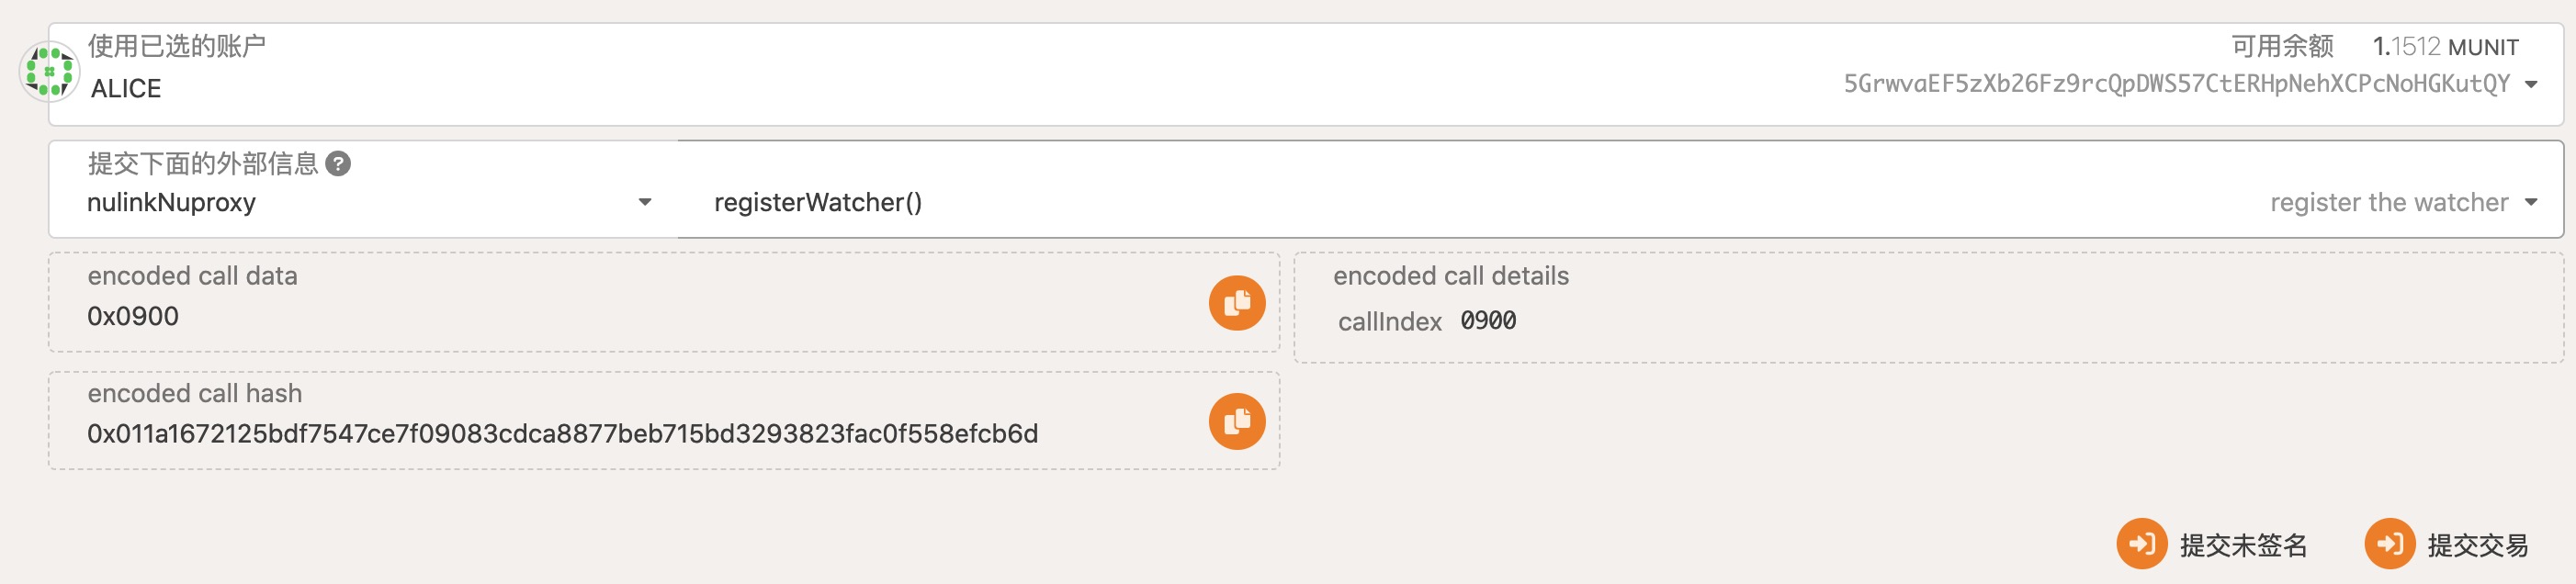 使用已选的账户
ALICE
可用余额 1.1512 MUNIT
5GrwvaEF5zXb26Fz9rcQpDWS57CtERHpNehXCPcNoHGKutQY
提交下面的外部信息 ?
nulinkNuproxy
registerWatcher()
register the watcher
encoded call data
0x0900
encoded call details
callIndex 0900
encoded call hash
0x011a1672125bdf7547ce7f09083cdca8877beb715bd3293823fac0f558efcb6d
提交未签名
提交交易